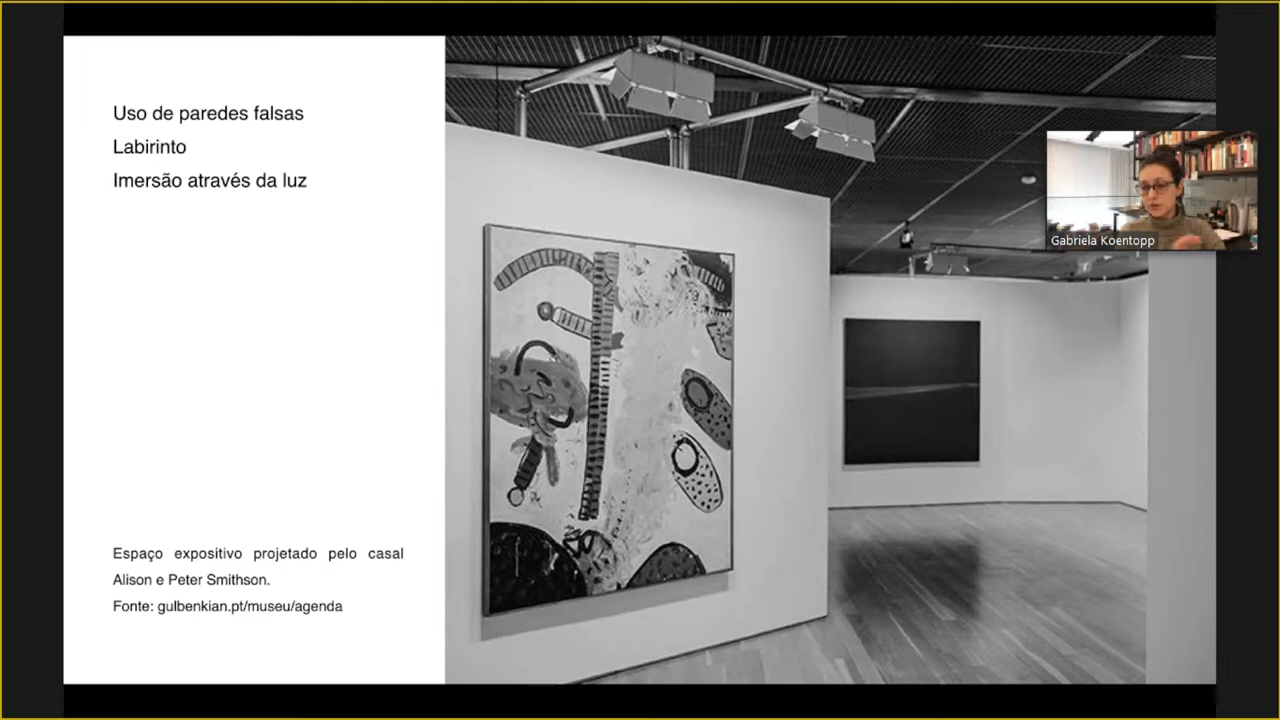 Uso de paredes falsas
Labirinto
Imersão através da luz
Gabriela Koentopp
Espaço expositivo projetado pelo casal
Alison e Peter Smithson.
Fonte: gulbenkian.pt/museu/agenda